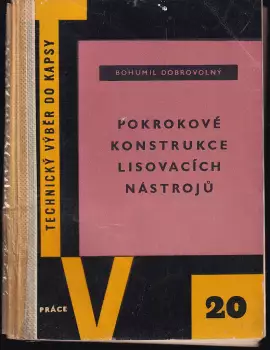 BOHUMIL DOBROVOLNÝ
POKROKOVÉ
KONSTRUKCE
LISOVACÍCH
NÁSTROJŮ
TECHNICKÝ VÝBĚR DO KAPSY
TV
PRÁCE
20